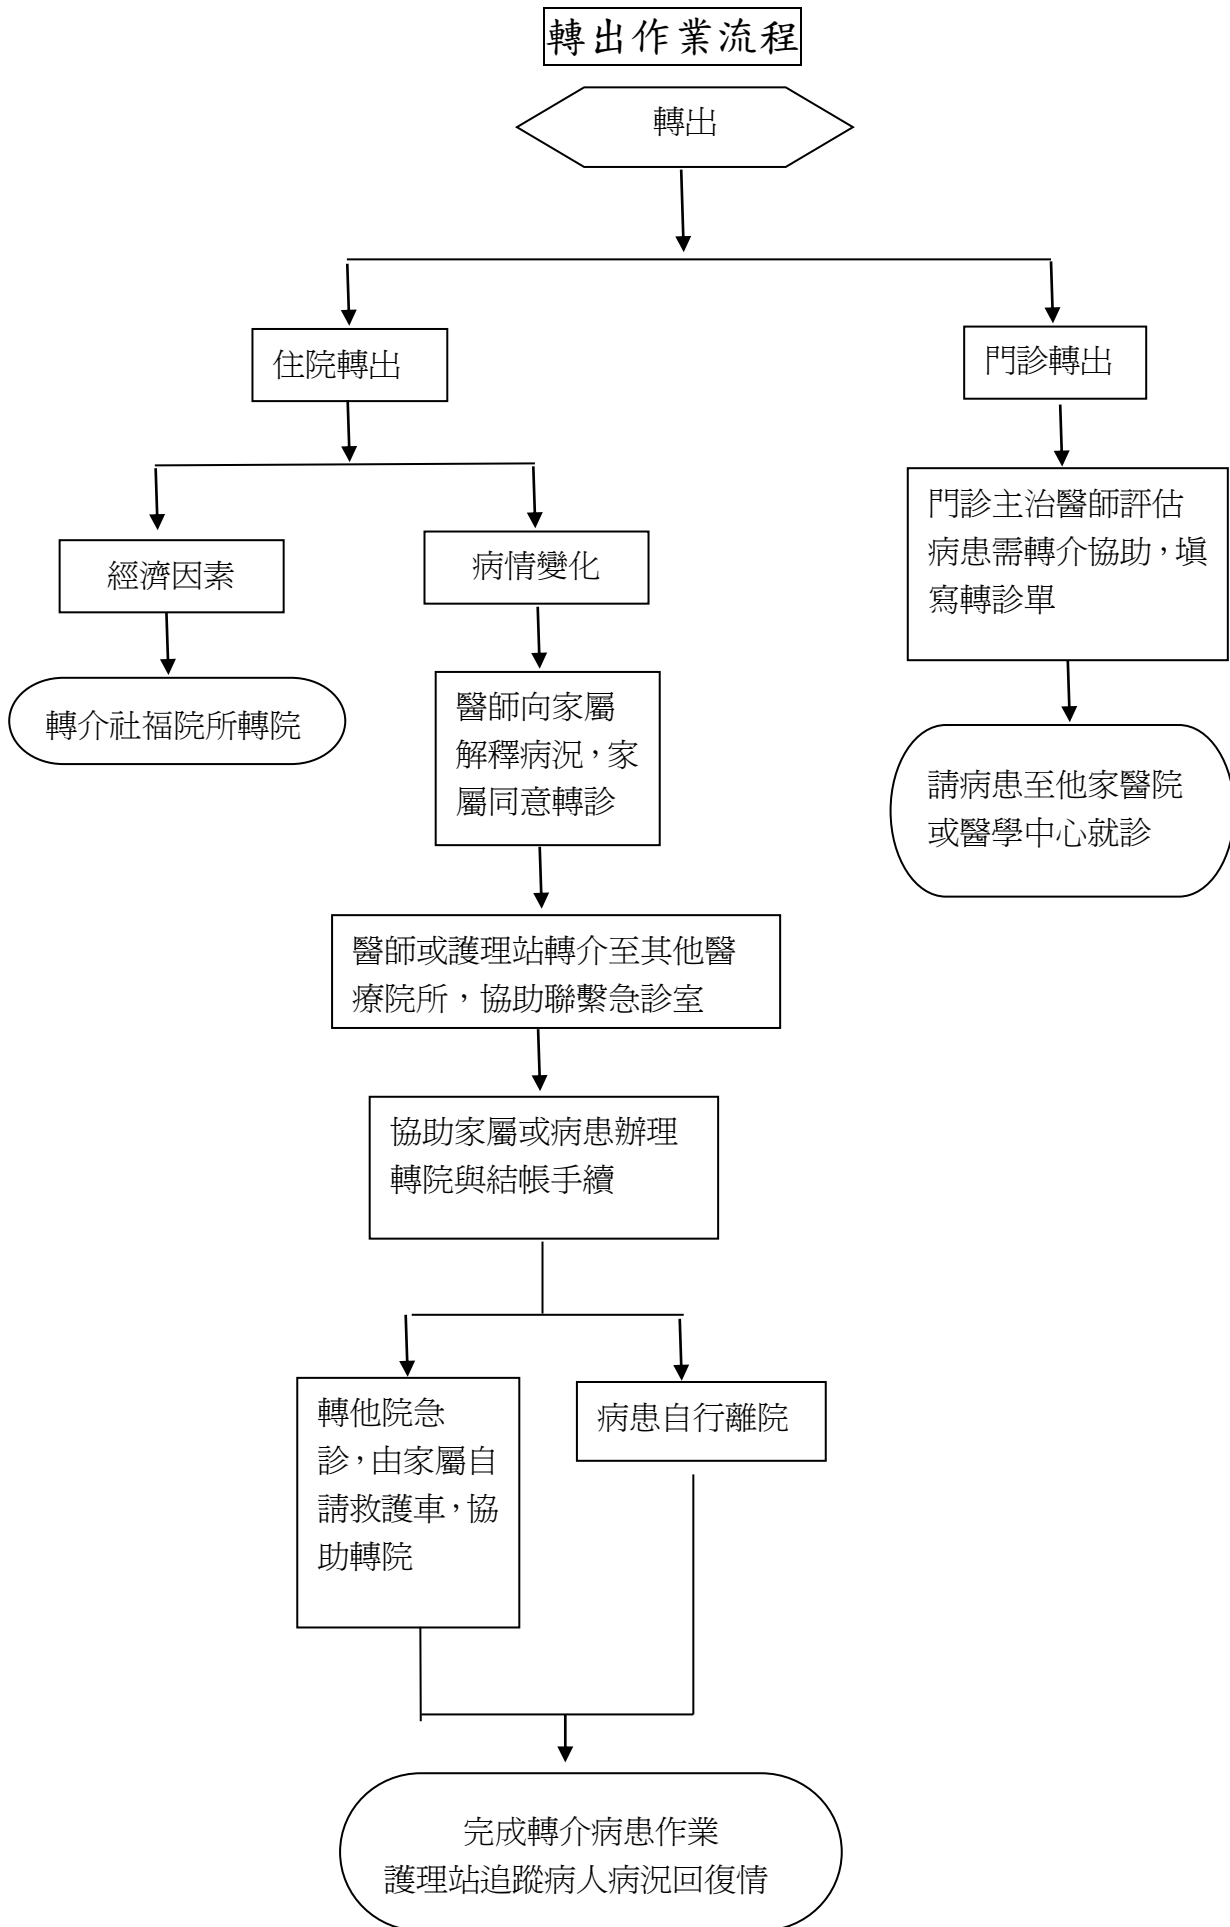 轉出作業流程
轉出
住院轉出
門診轉出
經濟因素
病情變化
門診主治醫師評估
病患需轉介協助，填
寫轉診單
轉介社福院所轉院
醫師向家屬
解釋病況，家
屬同意轉診
請病患至他家醫院
或醫學中心就診
醫師或護理站轉介至其他醫
療院所，協助聯繫急診室
協助家屬或病患辦理
轉院與結帳手續
轉他院急
診，由家屬自
請救護車，協
助轉院
病患自行離院
完成轉介病患作業
護理站追蹤病人病況回復情